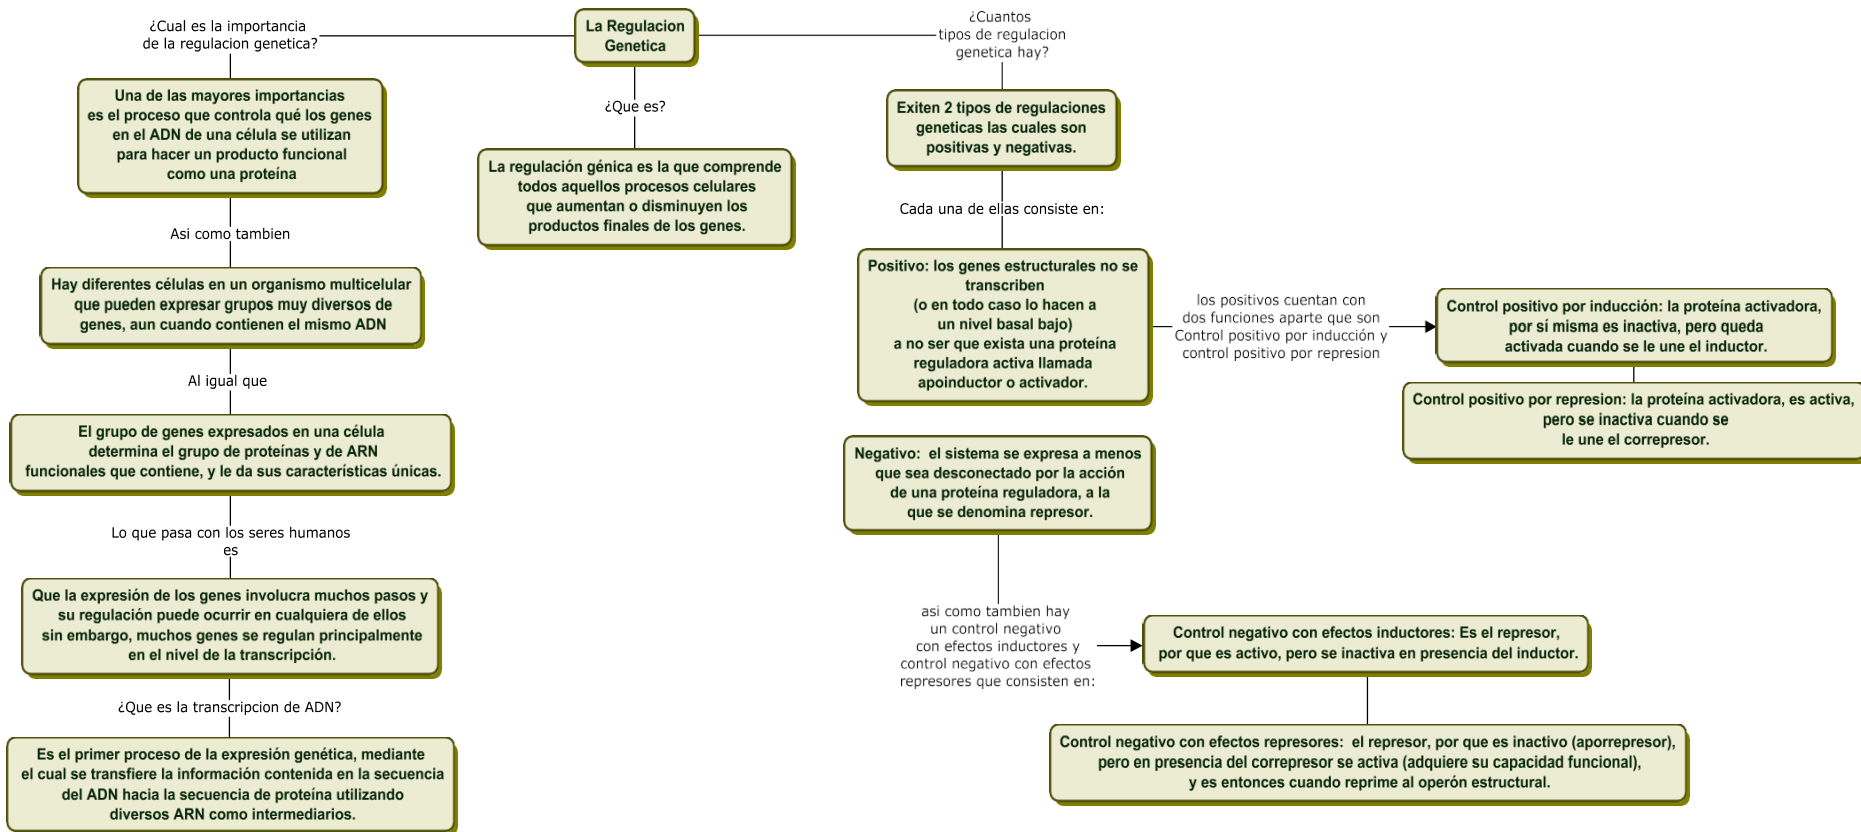 La Regulacion
Genetica
¿Cual es la importancia
de la regulacion genetica?
Una de las mayores importancias
es el proceso que controla qué los genes
en el ADN de una célula se utilizan
para hacer un producto funcional
como una proteína
Asi como tambien
Hay diferentes células en un organismo multicelular
que pueden expresar grupos muy diversos de
genes, aun cuando contienen el mismo ADN
Al igual que
El grupo de genes expresados en una célula
determina el grupo de proteínas y de ARN
funcionales que contiene, y le da sus características únicas.
Lo que pasa con los seres humanos
es
Que la expresión de los genes involucra muchos pasos y
su regulación puede ocurrir en cualquiera de ellos
sin embargo, muchos genes se regulan principalmente
en el nivel de la transcripción.
¿Que es la transcripcion de ADN?
Es el primer proceso de la expresión genética, mediante
el cual se transfiere la información contenida en la secuencia
del ADN hacia la secuencia de proteína utilizando
diversos ARN como intermediarios.
¿Que es?
La regulación génica es la que comprende
todos aquellos procesos celulares
que aumentan o disminuyen los
productos finales de los genes.
¿Cuantos
tipos de regulacion
genetica hay?
Exiten 2 tipos de regulaciones
geneticas las cuales son
positivas y negativas.
Cada una de ellas consiste en:
Positivo: los genes estructurales no se
transcriben
(o en todo caso lo hacen a
un nivel basal bajo)
a no ser que exista una proteína
reguladora activa llamada
apoinductor o activador.
los positivos cuentan con
dos funciones aparte que son
Control positivo por inducción y
control positivo por represion
Control positivo por inducción: la proteína activadora,
por sí misma es inactiva, pero queda
activada cuando se le une el inductor.
Control positivo por represion: la proteína activadora, es activa,
pero se inactiva cuando se
le une el correpresor.
Negativo:  el sistema se expresa a menos
que sea desconectado por la acción
de una proteína reguladora, a la
que se denomina represor.
asi como tambien hay
un control negativo
con efectos inductores y
control negativo con efectos
represores que consisten en:
Control negativo con efectos inductores: Es el represor,
por que es activo, pero se inactiva en presencia del inductor.
Control negativo con efectos represores:  el represor, por que es inactivo (aporrepresor),
pero en presencia del correpresor se activa (adquiere su capacidad funcional),
y es entonces cuando reprime al operón estructural.